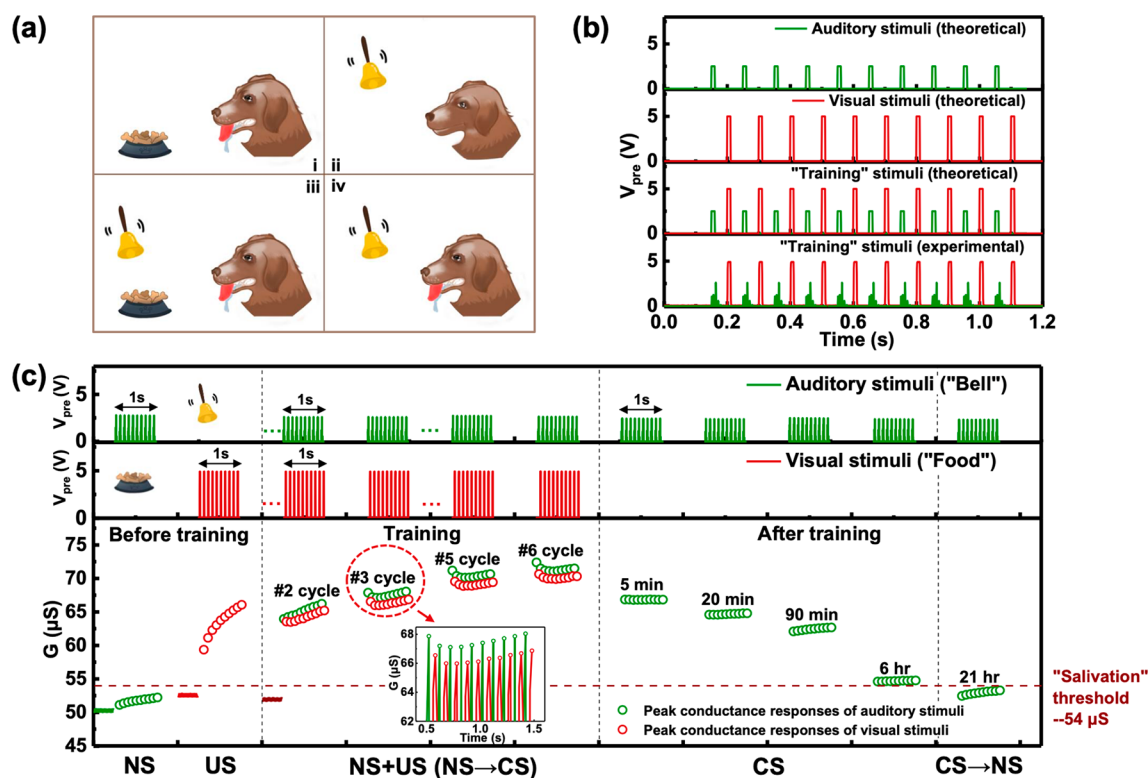 (a)
i
ii
iii
iv
(b)
Auditory stimuli (theoretical)
Visual stimuli (theoretical)
"Training" stimuli (theoretical)
"Training" stimuli (experimental)
V_pre (V)
5
0
5
0
5
0
5
0
0.0 0.2 0.4 0.6 0.8 1.0 1.2
Time (s)
(c)
Auditory stimuli ("Bell")
V_pre (V)
5
0
1s
1s
1s
Visual stimuli ("Food")
V_pre (V)
5
0
1s
1s
Before training
Training
After training
G (µS)
75
70
65
60
55
50
45
#2 cycle
#3 cycle
#5 cycle
#6 cycle
5 min
20 min
90 min
6 hr
21 hr
G (µS)
68
66
64
62
0.5 1.0 1.5
Time (s)
"Salivation"
threshold
--54 µS
Peak conductance responses of auditory stimuli
Peak conductance responses of visual stimuli
NS
US
NS+US (NS→CS)
CS
CS→NS